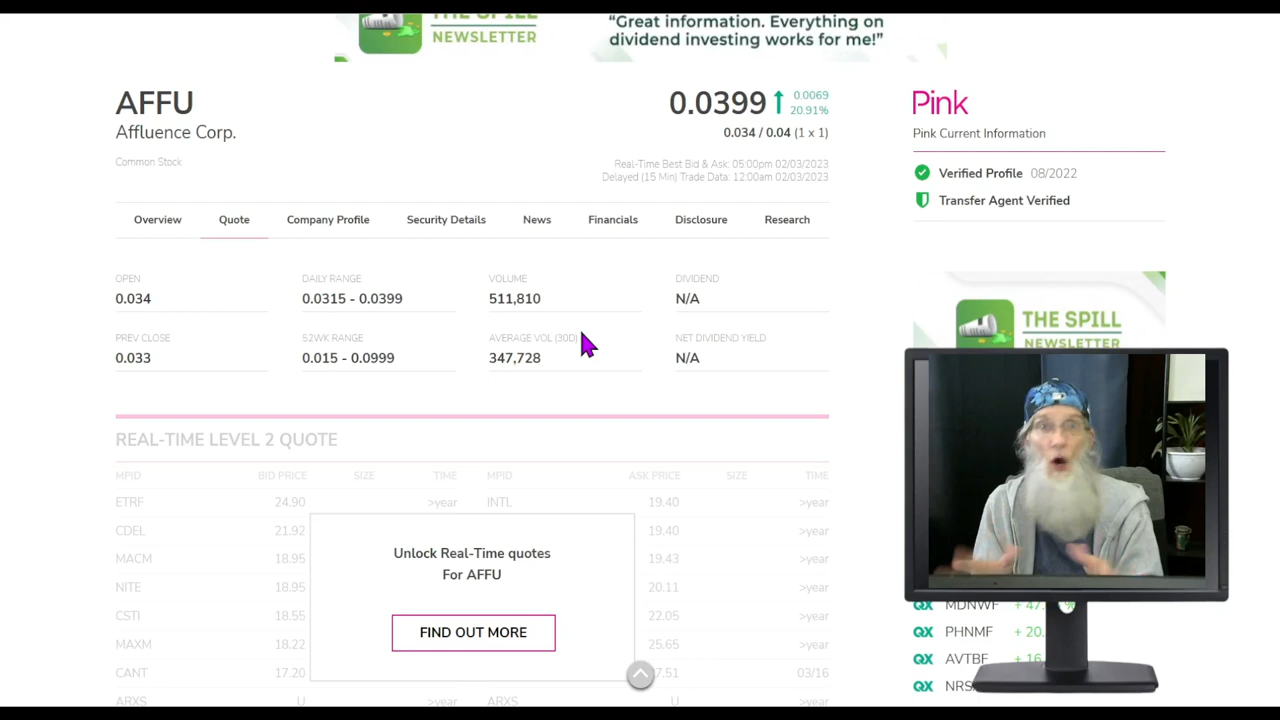 THE SPILL
NEWSLETTER
“Great information. Everything on
dividend investing works for me!”
AFFU
Affluence Corp.
Common Stock
0.0399
0.0069
20.91%
0.034 / 0.04 (1 x 1)
Real-Time Best Bid & Ask: 05:00pm 02/03/2023
Delayed (15 Min) Trade Data: 12:00am 02/03/2023
Pink
Pink Current Information
Verified Profile 08/2022
Transfer Agent Verified
Overview Quote Company Profile Security Details News Financials Disclosure Research
OPEN DAILY RANGE VOLUME DIVIDEND
0.034 0.0315 - 0.0399 511,810 N/A
PREV CLOSE 52WK RANGE AVERAGE VOL (30D) NET DIVIDEND YIELD
0.033 0.015 - 0.0999 347,728 N/A
THE SPILL
NEWSLETTER
REAL-TIME LEVEL 2 QUOTE
MPID BID PRICE SIZE TIME MPID ASK PRICE SIZE TIME
ETRF 24.90 >year INTL 19.40 >year
CDEL 21.92 19.40 >year
MACM 18.95 19.43 >year
NITE 18.95 20.11 >year
CSTI 18.55 22.05 >year
MAXM 18.22 25.65 >year
CANT 17.20 03/16
ARXS U ARXS U
Unlock Real-Time quotes
For AFFU
FIND OUT MORE
QX MDNWF
QX PHNMF + 20.
QX AVTBF + 16
QX